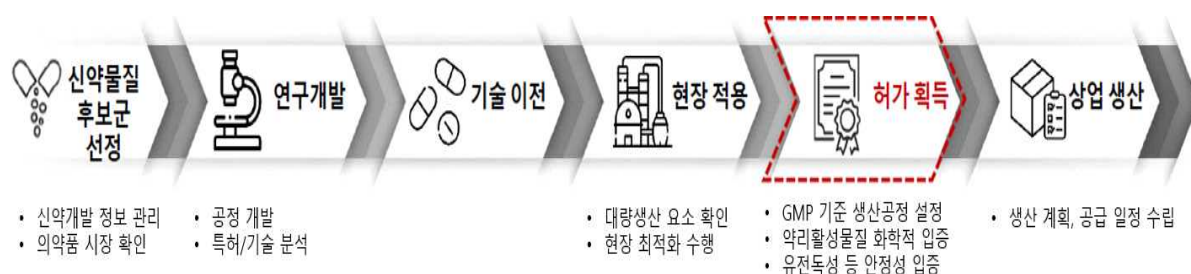 신약물질
후보군
선정
연구개발
기술 이전
현장 적용
허가 획득
상업 생산
• 신약개발 정보 관리
• 의약품 시장 확인
• 공정 개발
• 특허/기술 분석
• 대량생산 요소 확인
• 현장 최적화 수행
• GMP 기준 생산공정 설정
• 약리활성물질 화학적 입증
• 유전독성 등 안정성 입증
• 생산 계획, 공급 일정 수립